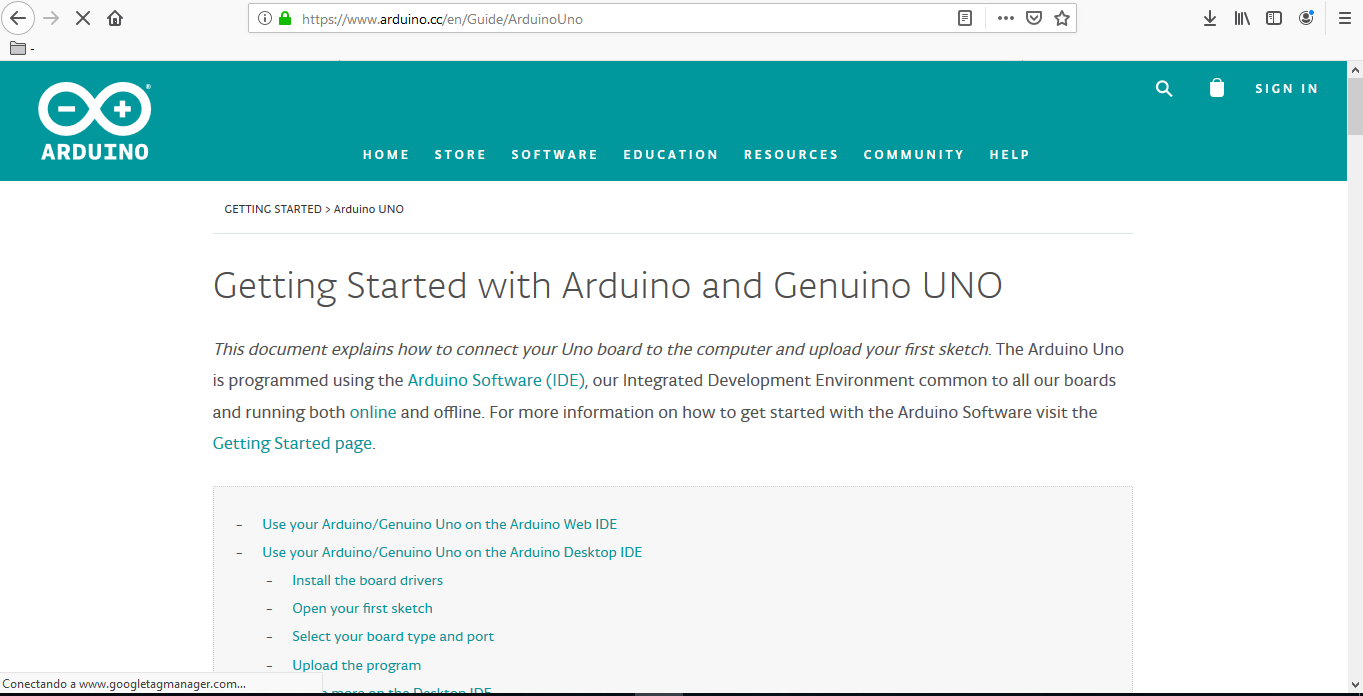 https://www.arduino.cc/en/Guide/ArduinoUno
-
ARDUINO
SIGN IN
HOME STORE SOFTWARE EDUCATION RESOURCES COMMUNITY HELP
GETTING STARTED > Arduino UNO
Getting Started with Arduino and Genuino UNO
This document explains how to connect your Uno board to the computer and upload your first sketch. The Arduino Uno
is programmed using the Arduino Software (IDE), our Integrated Development Environment common to all our boards
and running both online and offline. For more information on how to get started with the Arduino Software visit the
Getting Started page.
- Use your Arduino/Genuino Uno on the Arduino Web IDE
- Use your Arduino/Genuino Uno on the Arduino Desktop IDE
- Install the board drivers
- Open your first sketch
- Select your board type and port
- Upload the program
more on the Desktop IDE
Conectando a www.googletagmanager.com...